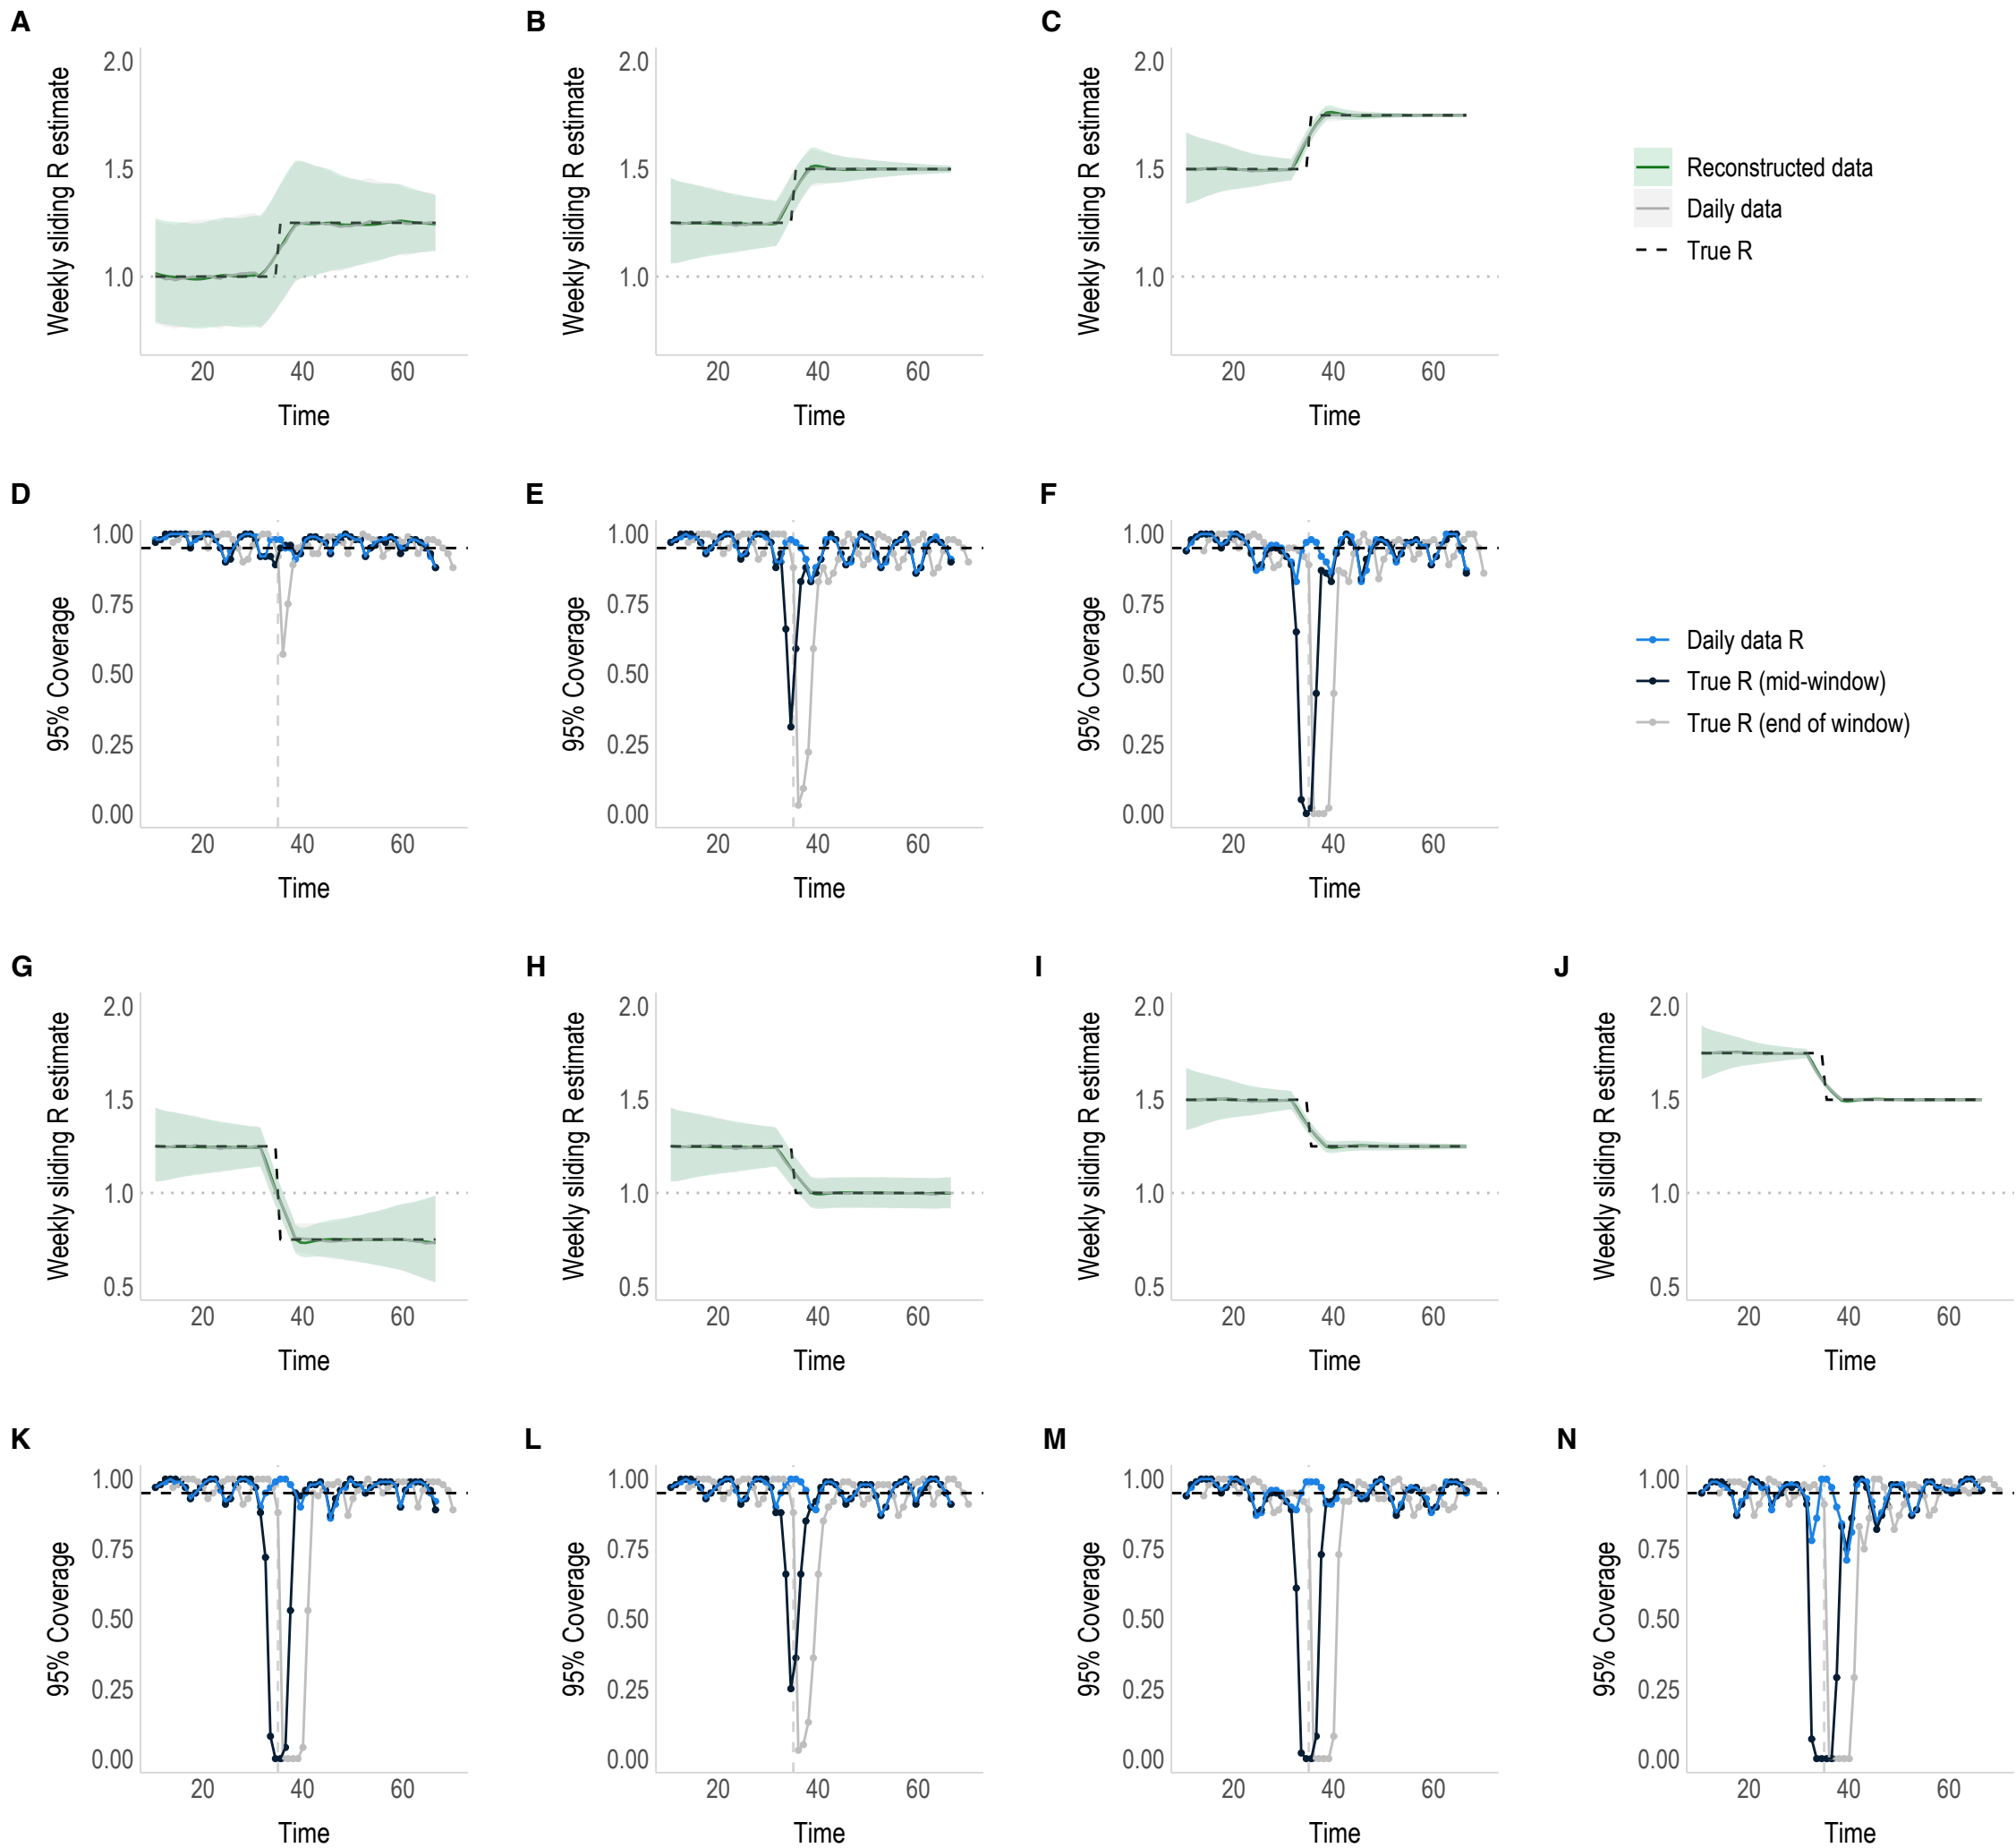 A
B
C
Weekly sliding R estimate
2.0
1.5
1.0
20
40
60
Time
Weekly sliding R estimate
2.0
1.5
1.0
20
40
60
Time
Weekly sliding R estimate
2.0
1.5
1.0
20
40
60
Time
Reconstructed data
Daily data
True R
D
E
F
95% Coverage
1.00
0.75
0.50
0.25
0.00
20
40
60
Time
95% Coverage
1.00
0.75
0.50
0.25
0.00
20
40
60
Time
95% Coverage
1.00
0.75
0.50
0.25
0.00
20
40
60
Time
Daily data R
True R (mid-window)
True R (end of window)
G
H
I
J
Weekly sliding R estimate
2.0
1.5
1.0
0.5
20
40
60
Time
Weekly sliding R estimate
2.0
1.5
1.0
0.5
20
40
60
Time
Weekly sliding R estimate
2.0
1.5
1.0
0.5
20
40
60
Time
Weekly sliding R estimate
2.0
1.5
1.0
0.5
20
40
60
Time
K
L
M
N
95% Coverage
1.00
0.75
0.50
0.25
0.00
20
40
60
Time
95% Coverage
1.00
0.75
0.50
0.25
0.00
20
40
60
Time
95% Coverage
1.00
0.75
0.50
0.25
0.00
20
40
60
Time
95% Coverage
1.00
0.75
0.50
0.25
0.00
20
40
60
Time